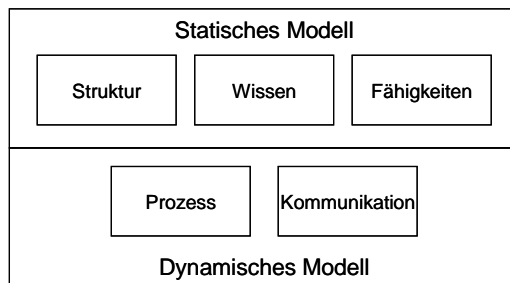 Statisches Modell
Struktur Wissen Fähigkeiten
Prozess Kommunikation
Dynamisches Modell